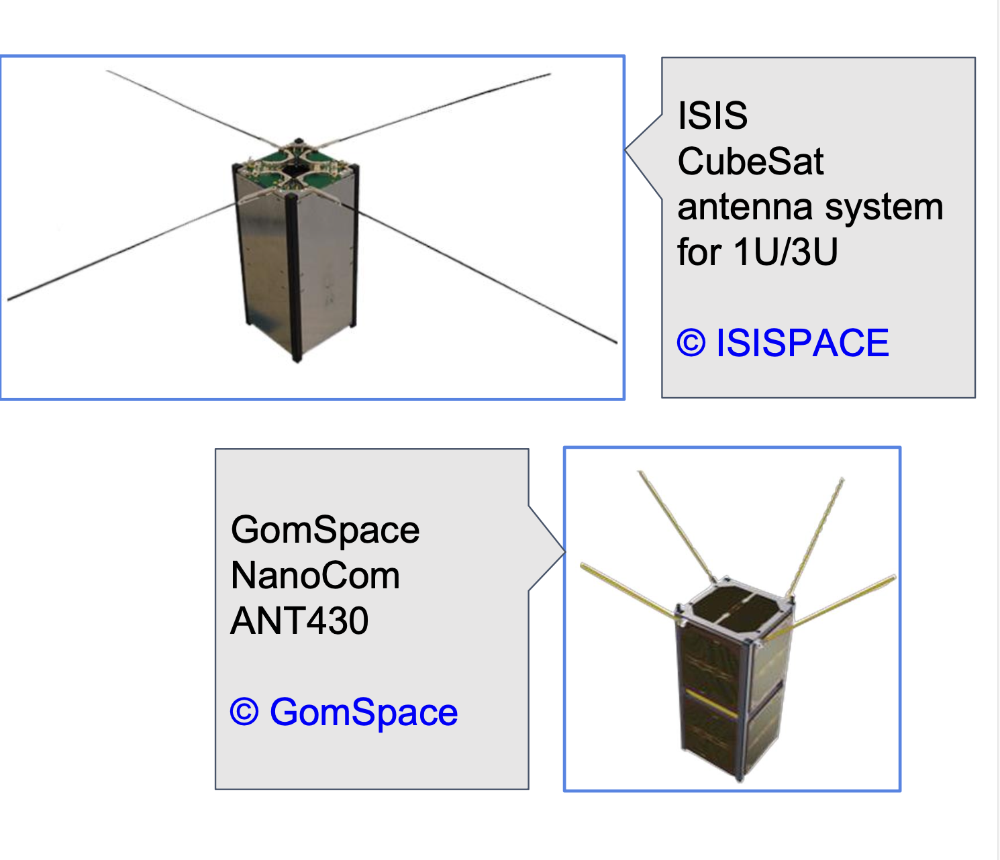 ISIS
CubeSat
antenna system
for 1U/3U
© ISISPACE
GomSpace
NanoCom
ANT430
© GomSpace